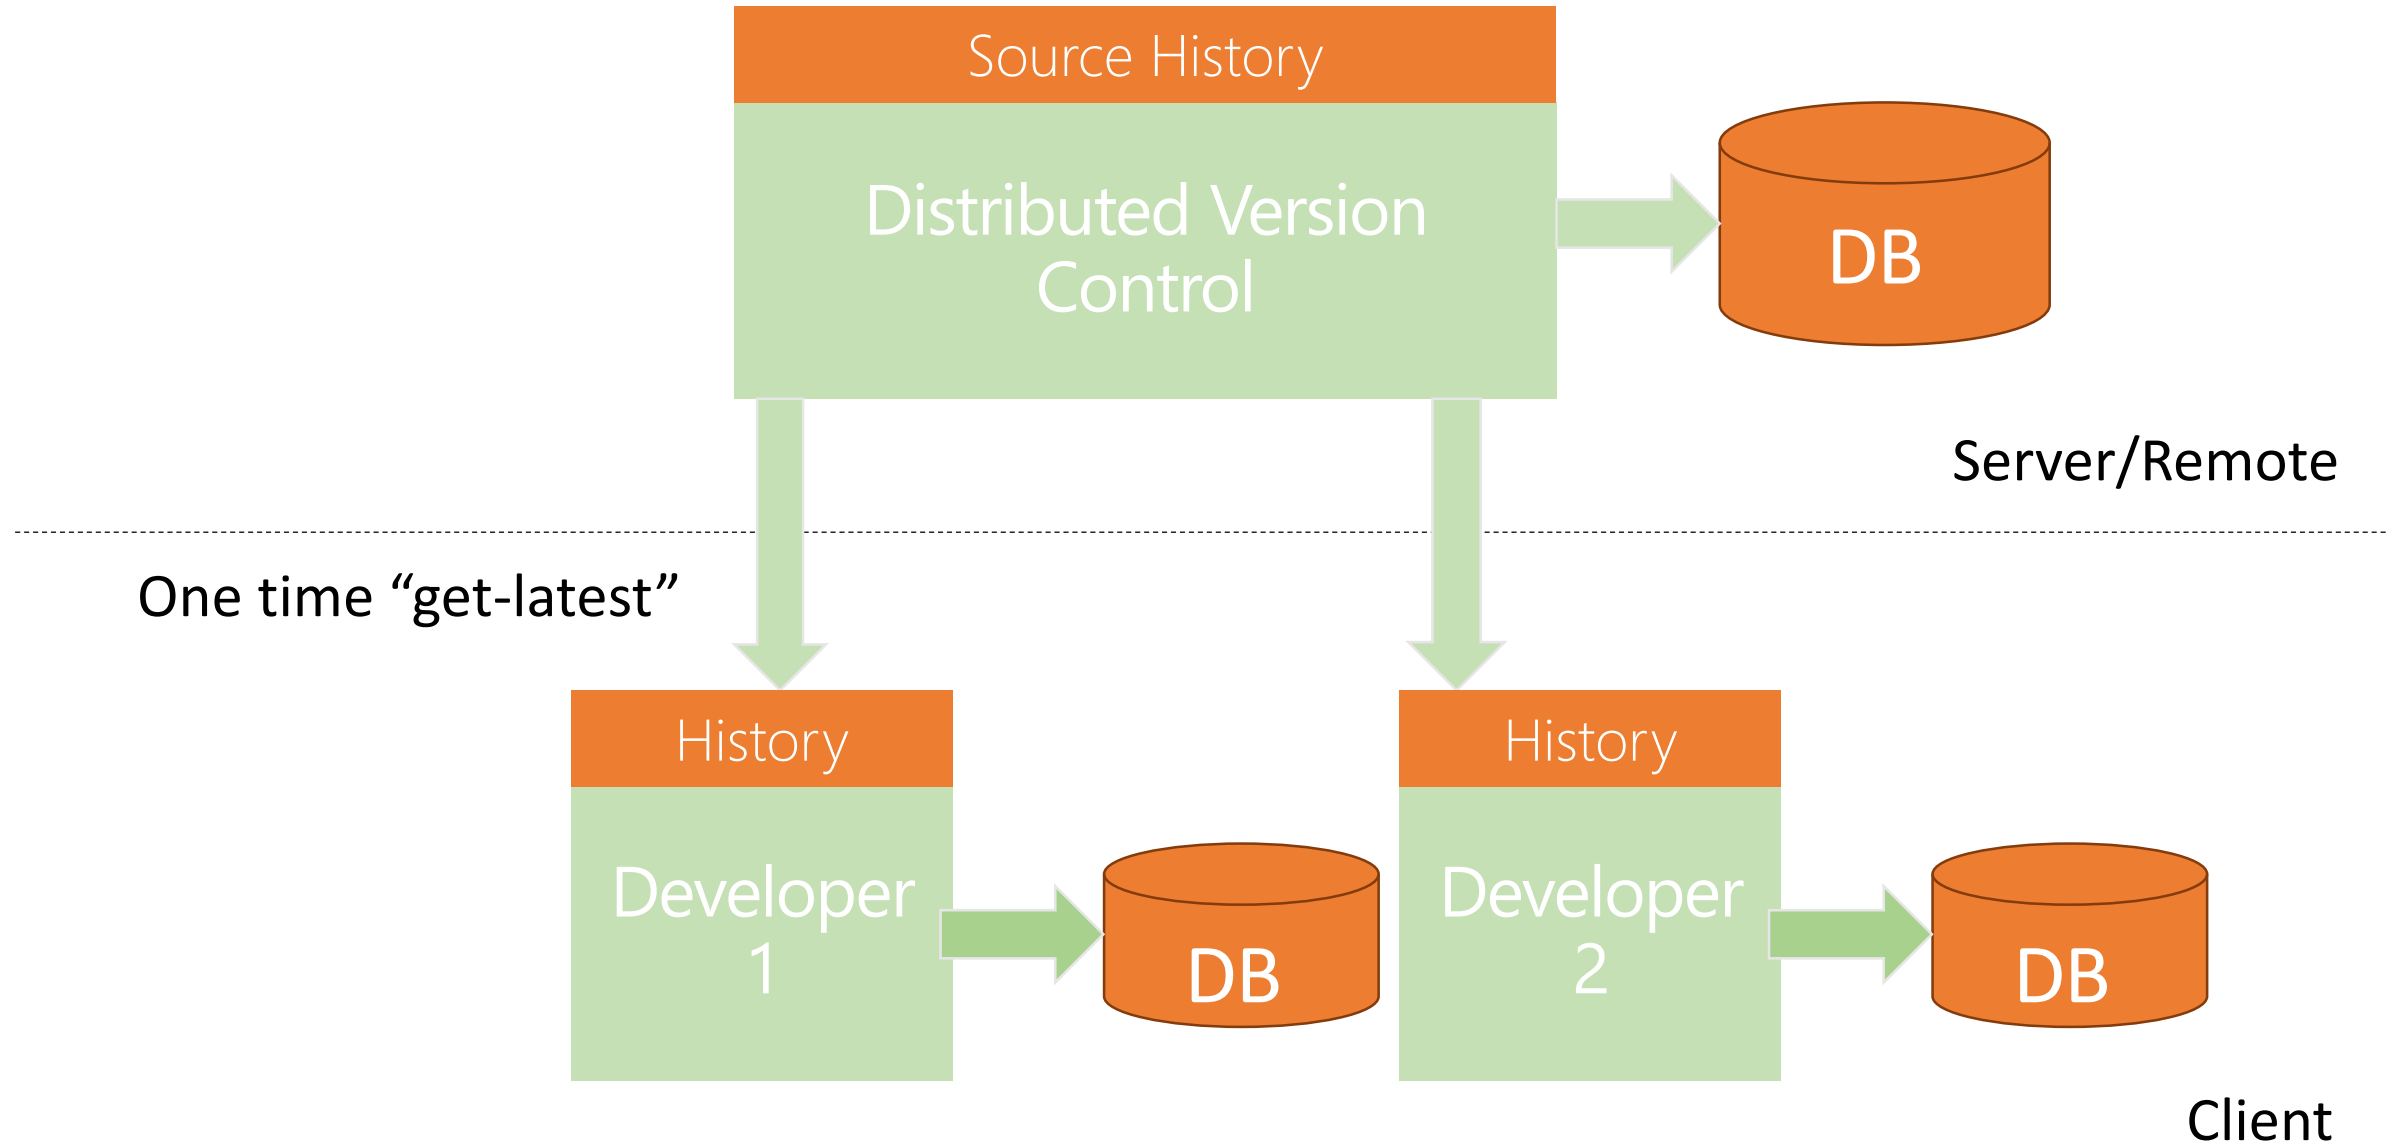 Source History
Distributed Version
Control
DB
Server/Remote
One time “get-latest”
History
History
Developer
1
DB
Developer
2
DB
Client